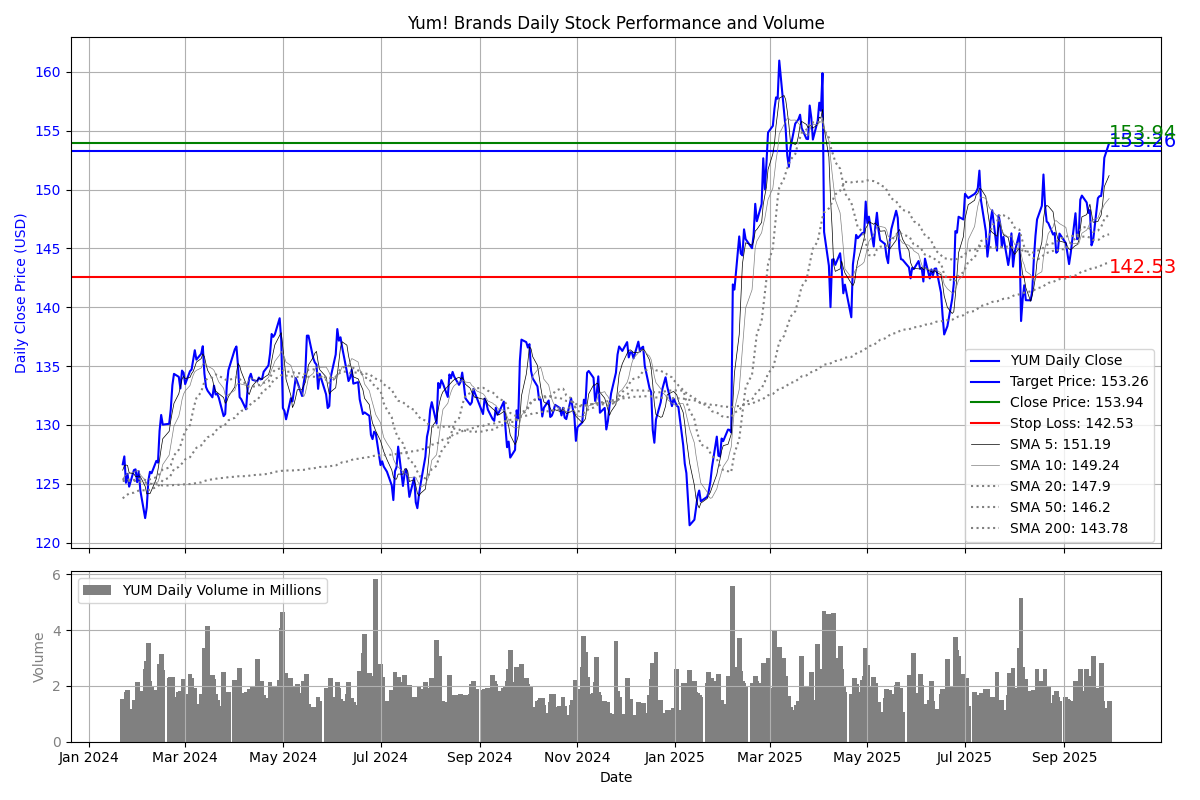 Yum! Brands Daily Stock Performance and Volume
Daily Close Price (USD)
160
155
150
145
140
135
130
125
120
153.94
153.26
142.53
YUM Daily Close
Target Price: 153.26
Close Price: 153.94
Stop Loss: 142.53
SMA 5: 151.19
SMA 10: 149.24
SMA 20: 147.9
SMA 50: 146.2
SMA 200: 143.78
YUM Daily Volume in Millions
Volume
6
4
2
0
Jan 2024 Mar 2024 May 2024 Jul 2024 Sep 2024 Nov 2024 Jan 2025 Mar 2025 May 2025 Jul 2025 Sep 2025
Date